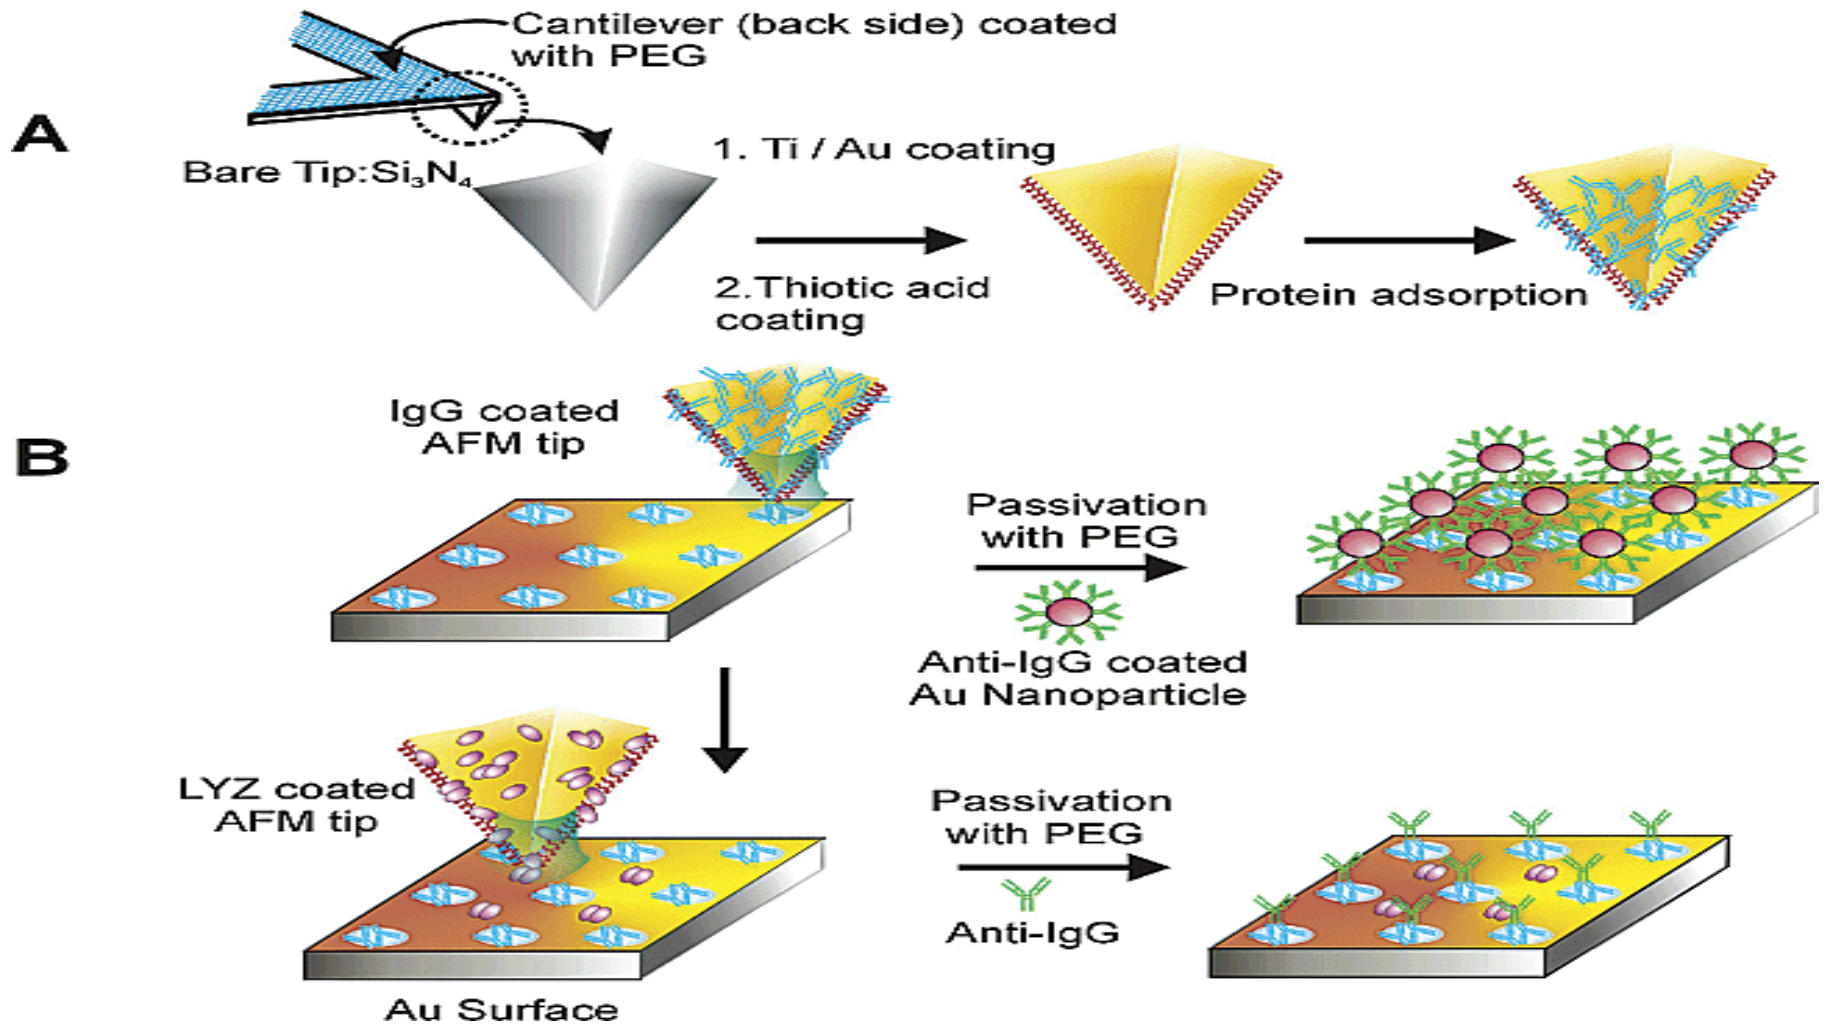 Cantilever (back side) coated
with PEG
A
Bare Tip:Si₃N₄
1. Ti / Au coating
2.Thiotic acid
coating
Protein adsorption
IgG coated
AFM tip
B
Passivation
with PEG
Anti-IgG coated
Au Nanoparticle
LYZ coated
AFM tip
Passivation
with PEG
Anti-IgG
Au Surface